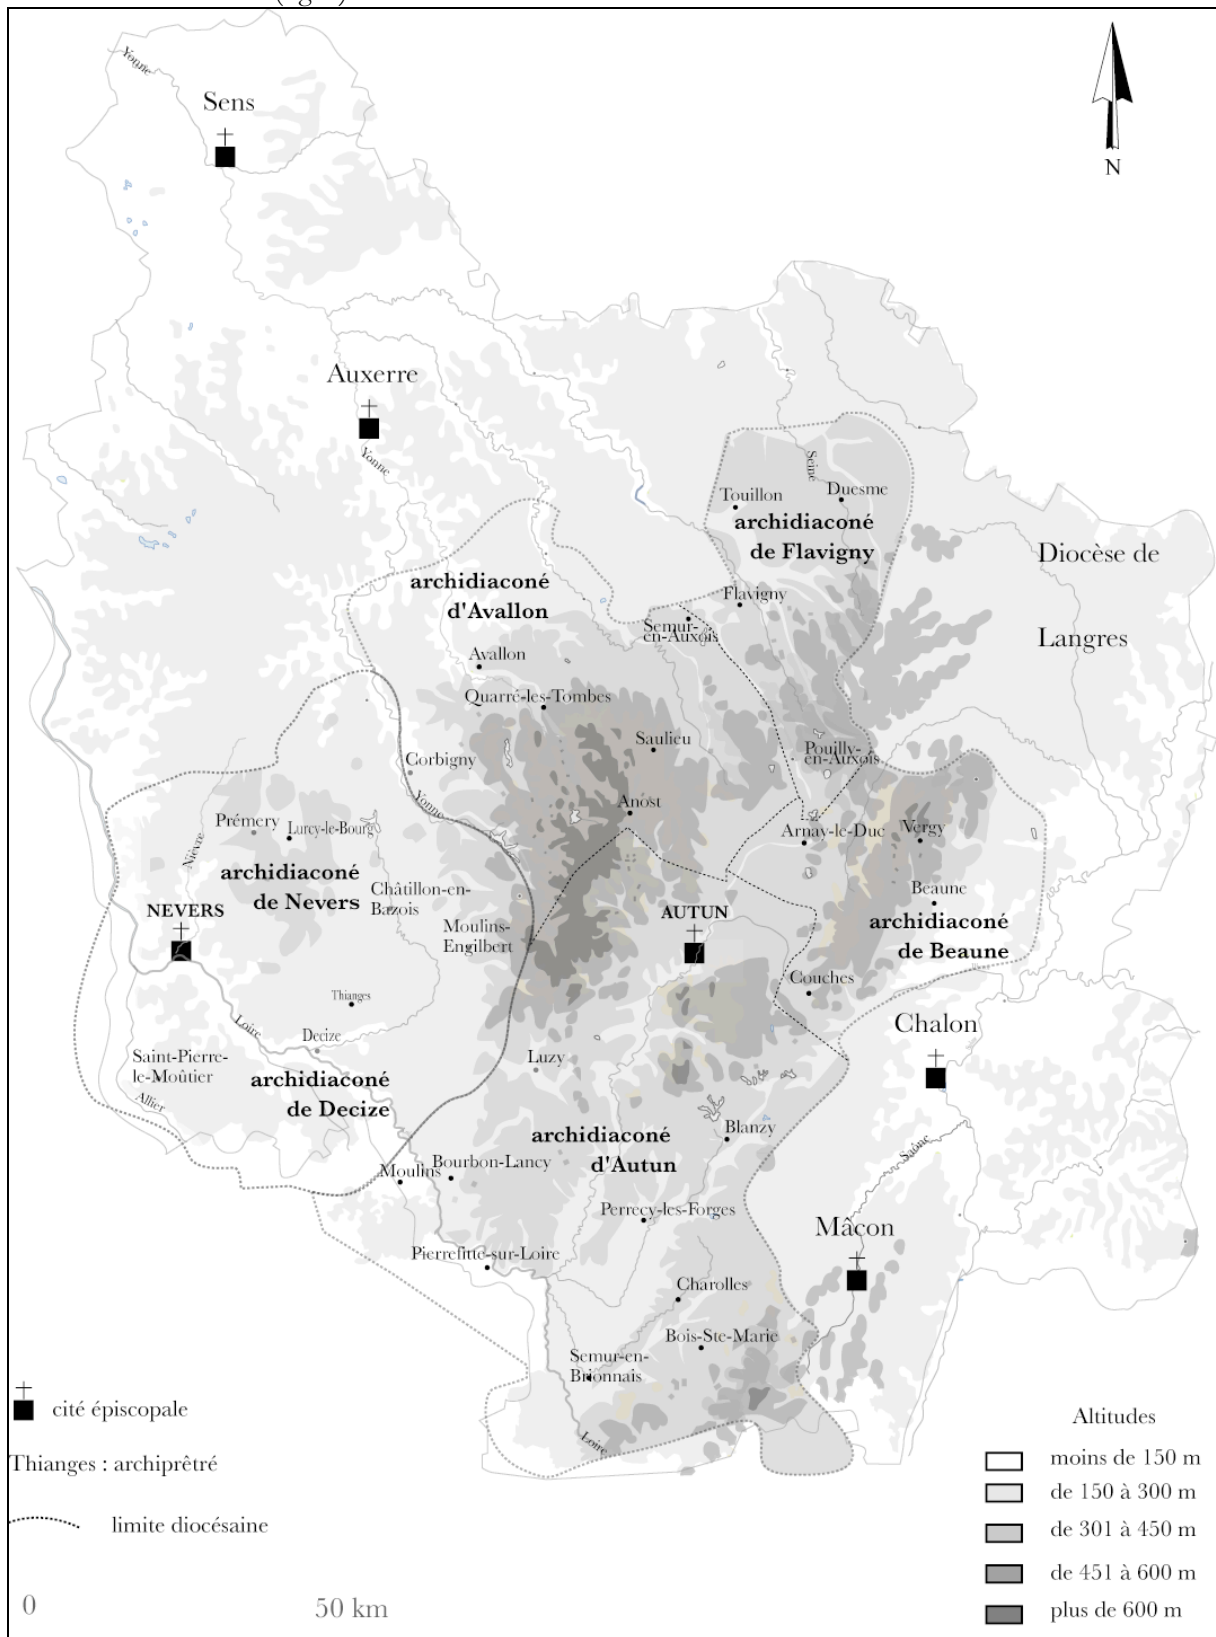 Yonne
Sens
N
Auxerre
Yonne
Seine
Touillon
Duesme
archidiaconé
de Flavigny
Diocèse de
Langres
archidiaconé
d'Avallon
Flavigny
Semur-
en-Auxois
Avallon
Quarré-les-Tombes
Saulieu
Pouilly-
en-Auxois
Corbigny
Yonne
Anost
Prémery
Lurcy-le-Bourg
Nièvre
Arnay-le-Duc
Vergy
archidiaconé
de Nevers
Châtillon-en-
Bazois
Beaune
NEVERS
AUTUN
archidiaconé
de Beaune
Moulins-
Engilbert
Couches
Thianges
Loire
Decize
Chalon
Saint-Pierre-
le-Moûtier
Allier
Luzy
archidiaconé
de Decize
Blanzy
archidiaconé
d'Autun
Saône
Moulins
Bourbon-Lancy
Perrecy-les-Forges
Mâcon
Pierrefitte-sur-Loire
Charolles
Bois-Ste-Marie
Semur-en-
Brionnais
Loire
cité épiscopale
Thianges : archiprêtré
limite diocésaine
0
50 km
Altitudes
moins de 150 m
de 150 à 300 m
de 301 à 450 m
de 451 à 600 m
plus de 600 m